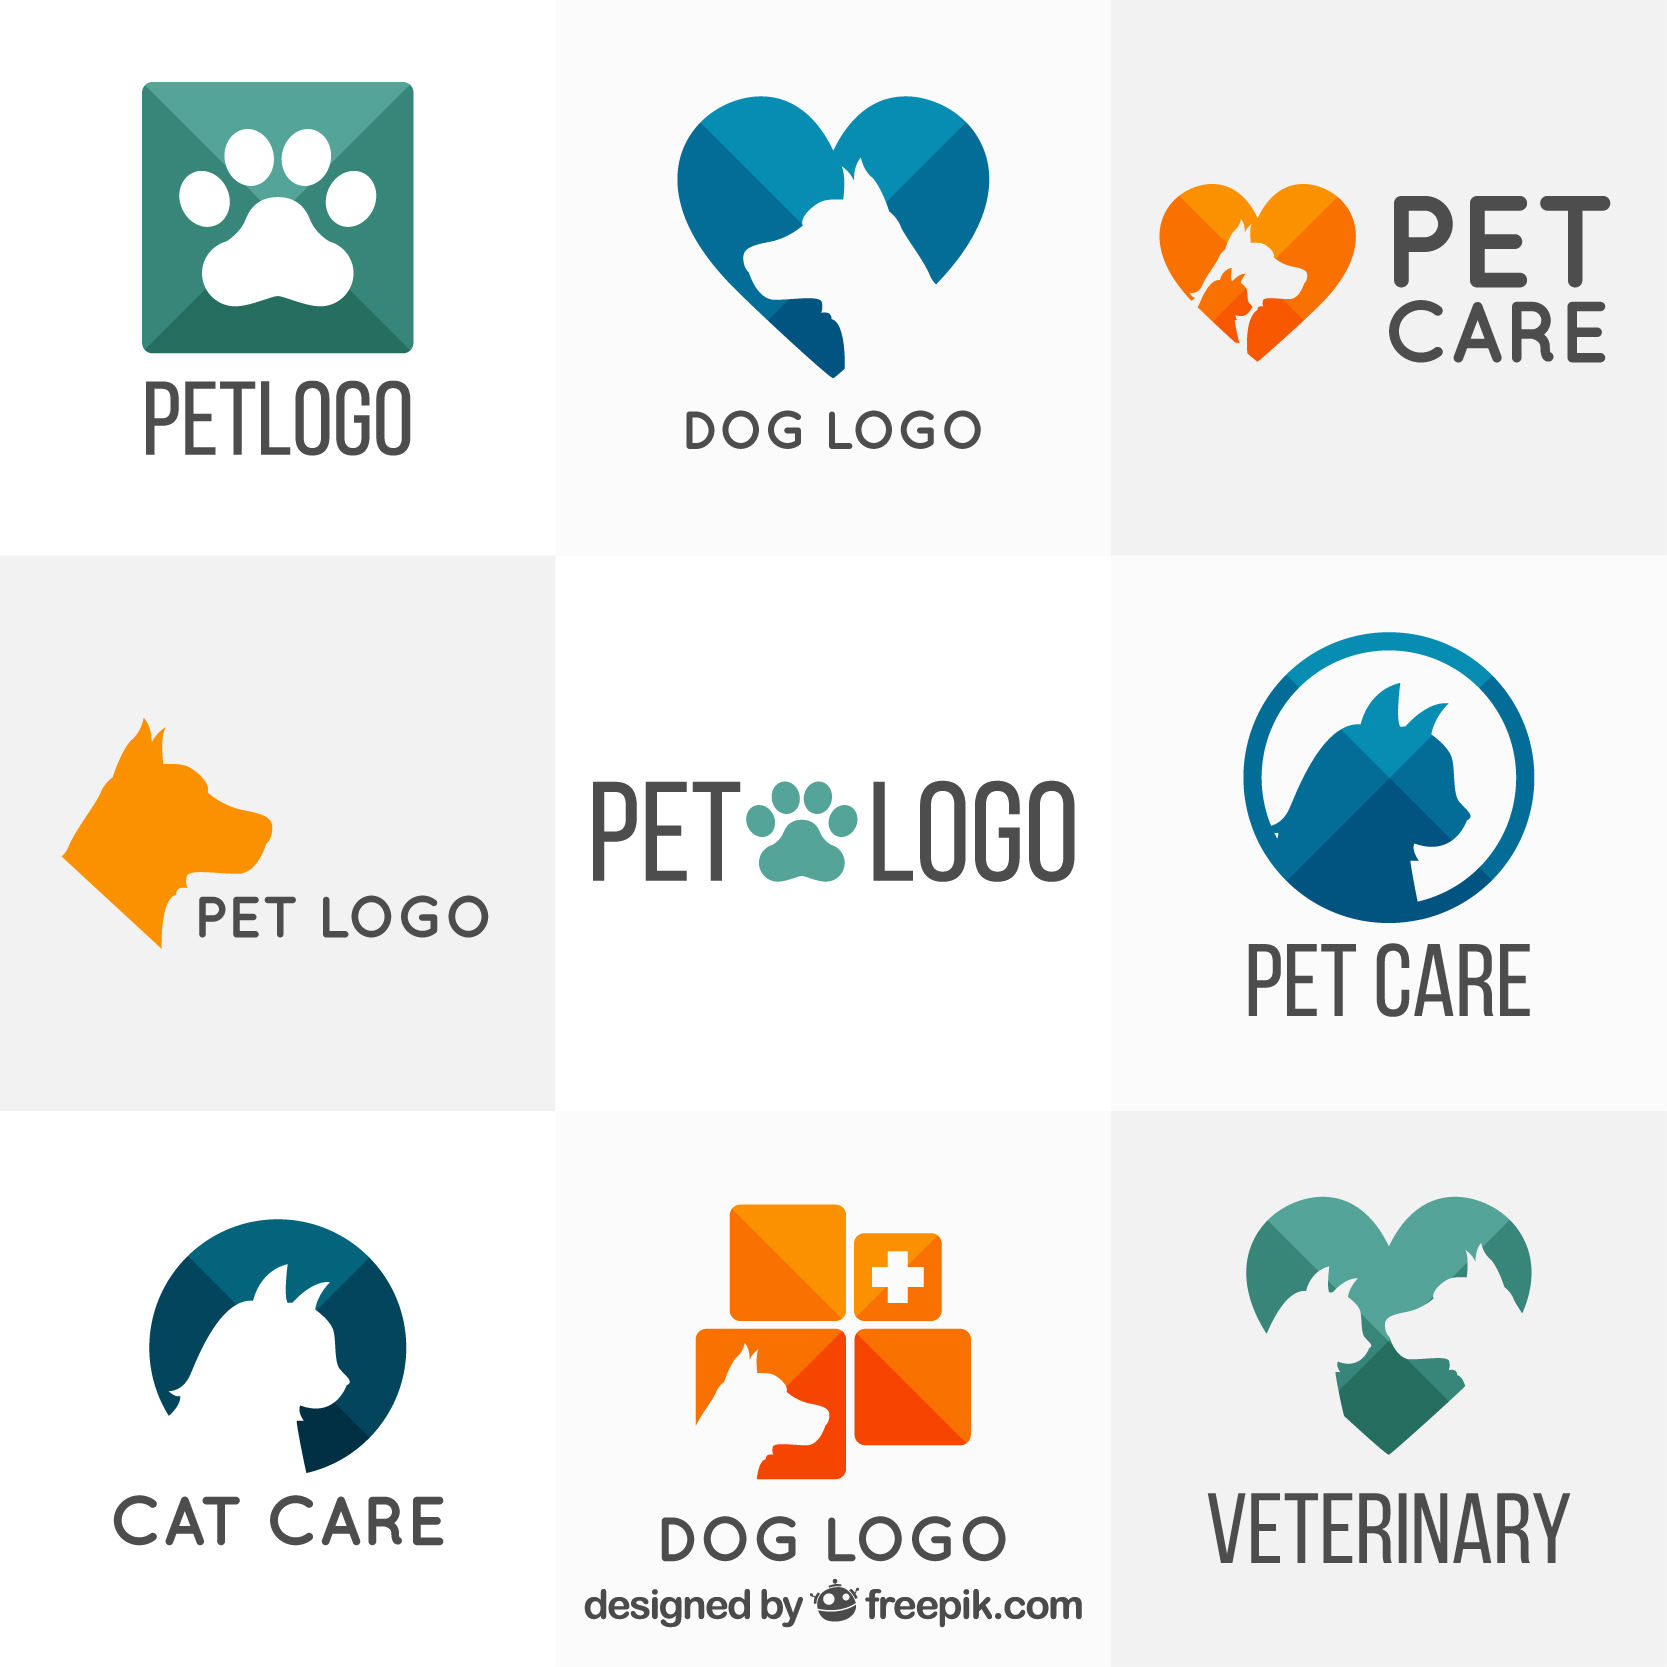 PETLOGO
DOG LOGO
PET
CARE
PET LOGO
PET LOGO
PET CARE
CAT CARE
DOG LOGO
VETERINARY
designed by freepik.com